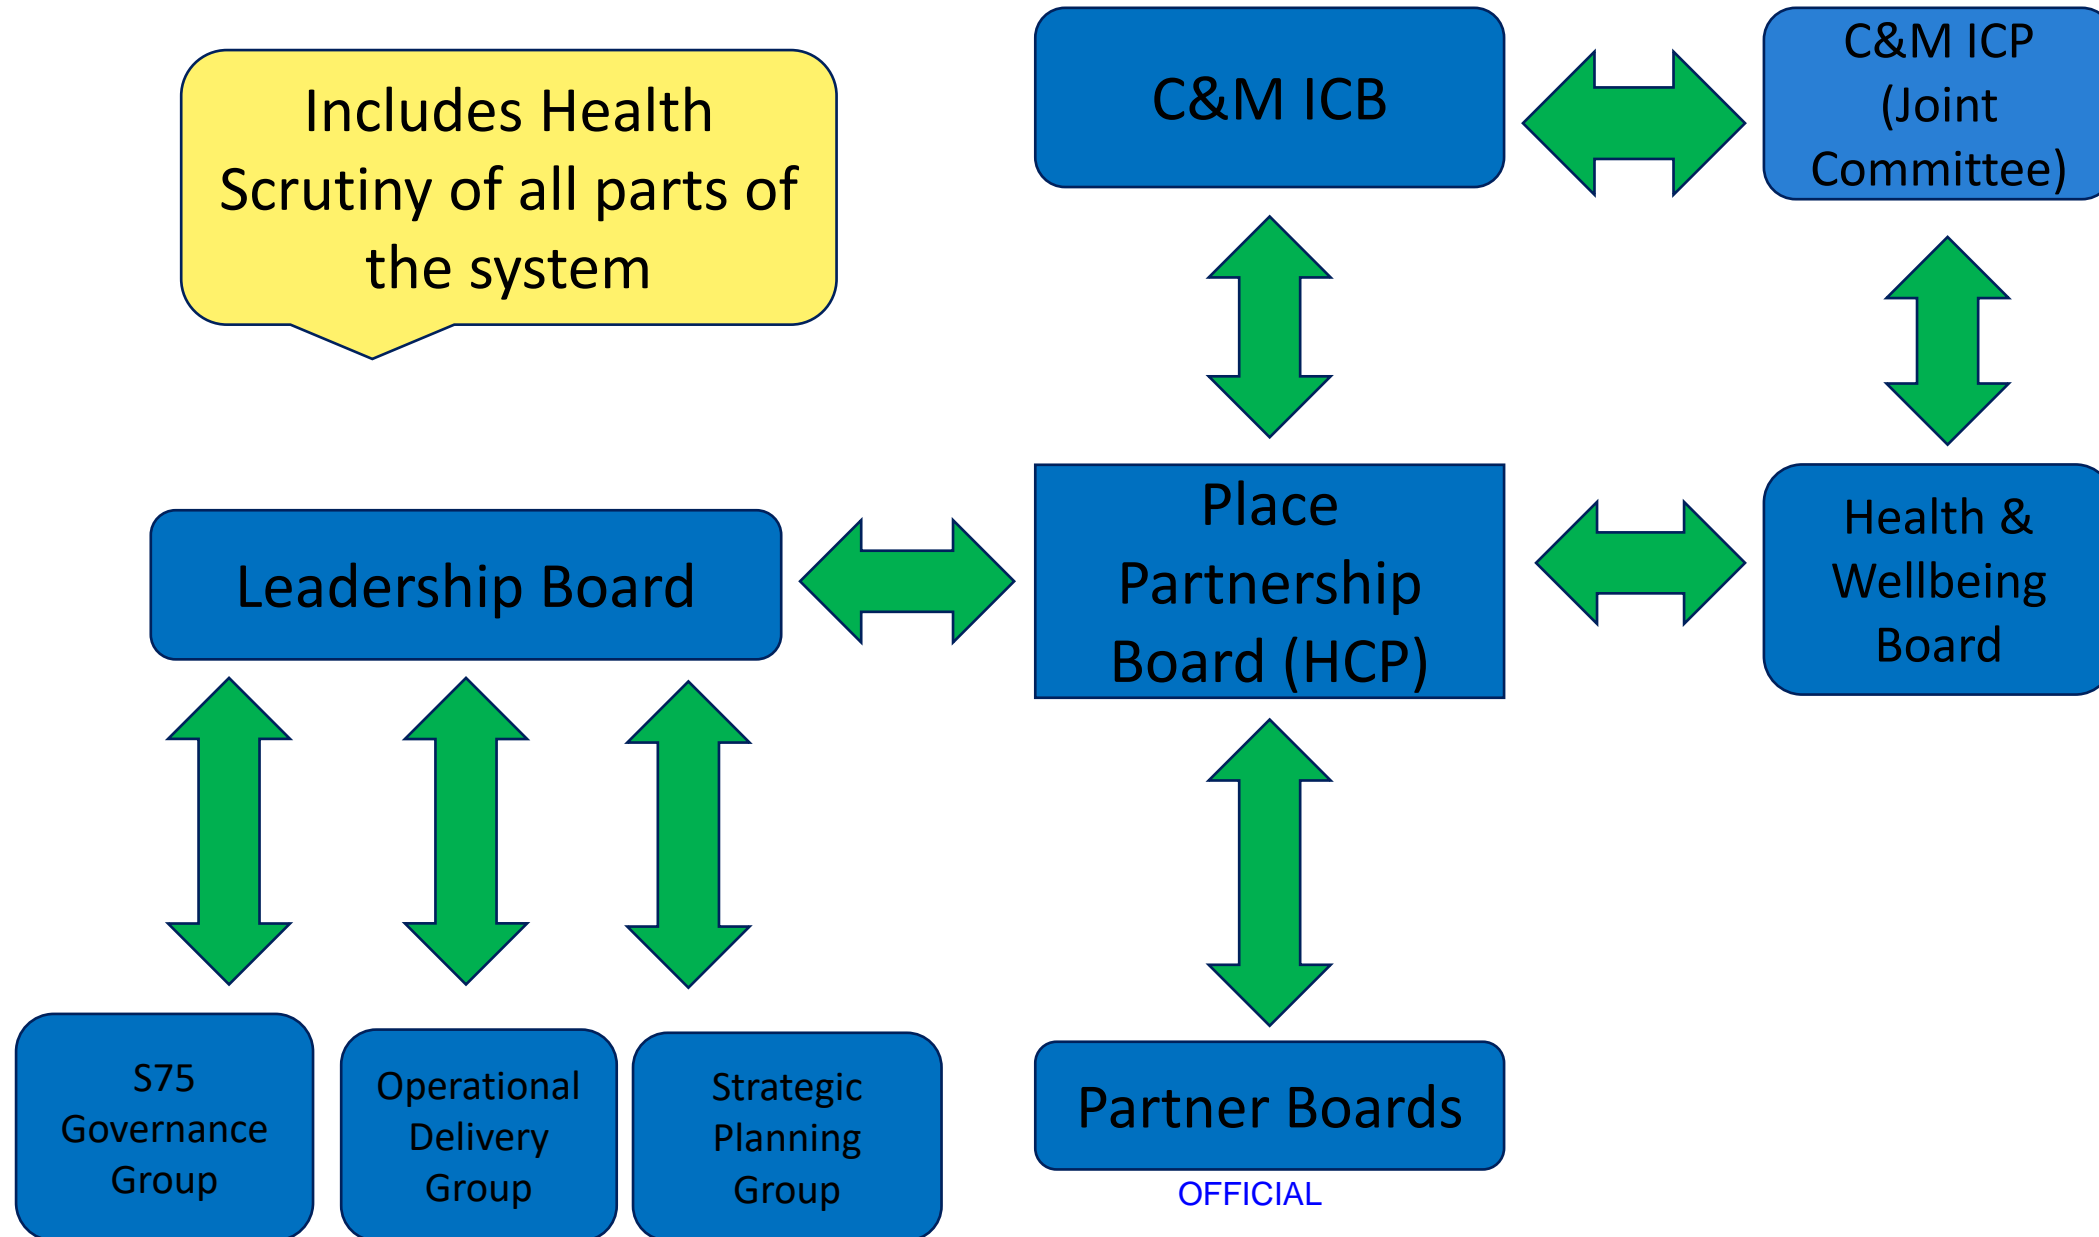 Includes Health
Scrutiny of all parts of
the system
C&M ICB
C&M ICP
(Joint
Committee)
Leadership Board
Place
Partnership
Board (HCP)
Health &
Wellbeing
Board
S75
Governance
Group
Operational
Delivery
Group
Strategic
Planning
Group
Partner Boards
OFFICIAL